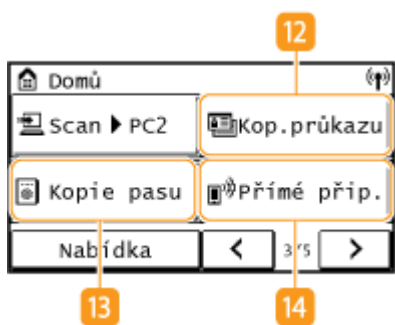 12
Domů
Scan ▶ PC2
Kop.průkazu
Kopie pasu
Přímé přip.
Nabídka
< 3/5 >
13
14